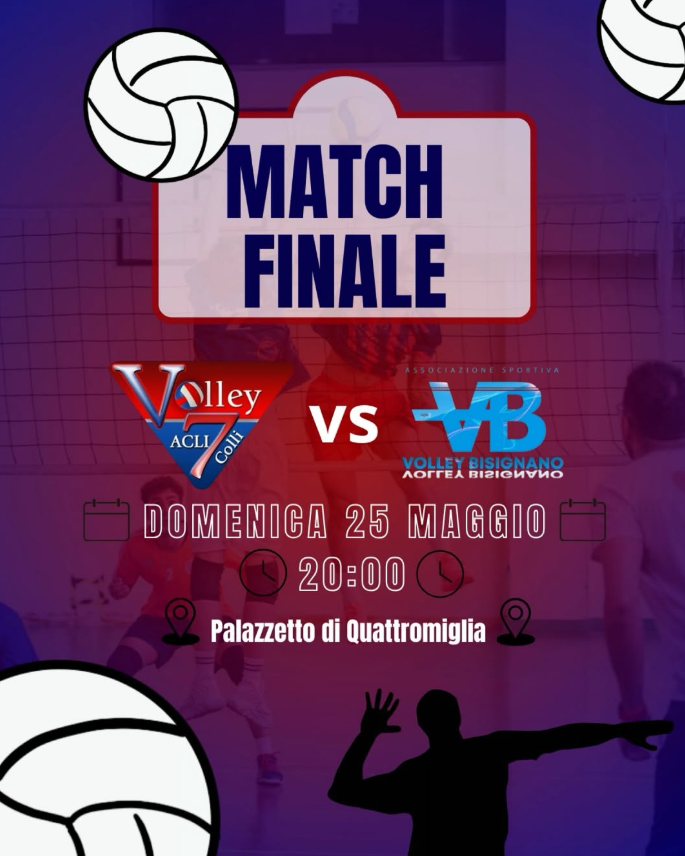 MATCH
FINALE
Volley
ACLI 7 Colli
VS
ASSOCIAZIONE SPORTIVA
VB
VOLLEY BISIGNANO
DOMENICA 25 MAGGIO
20:00
Palazzetto di Quattromiglia